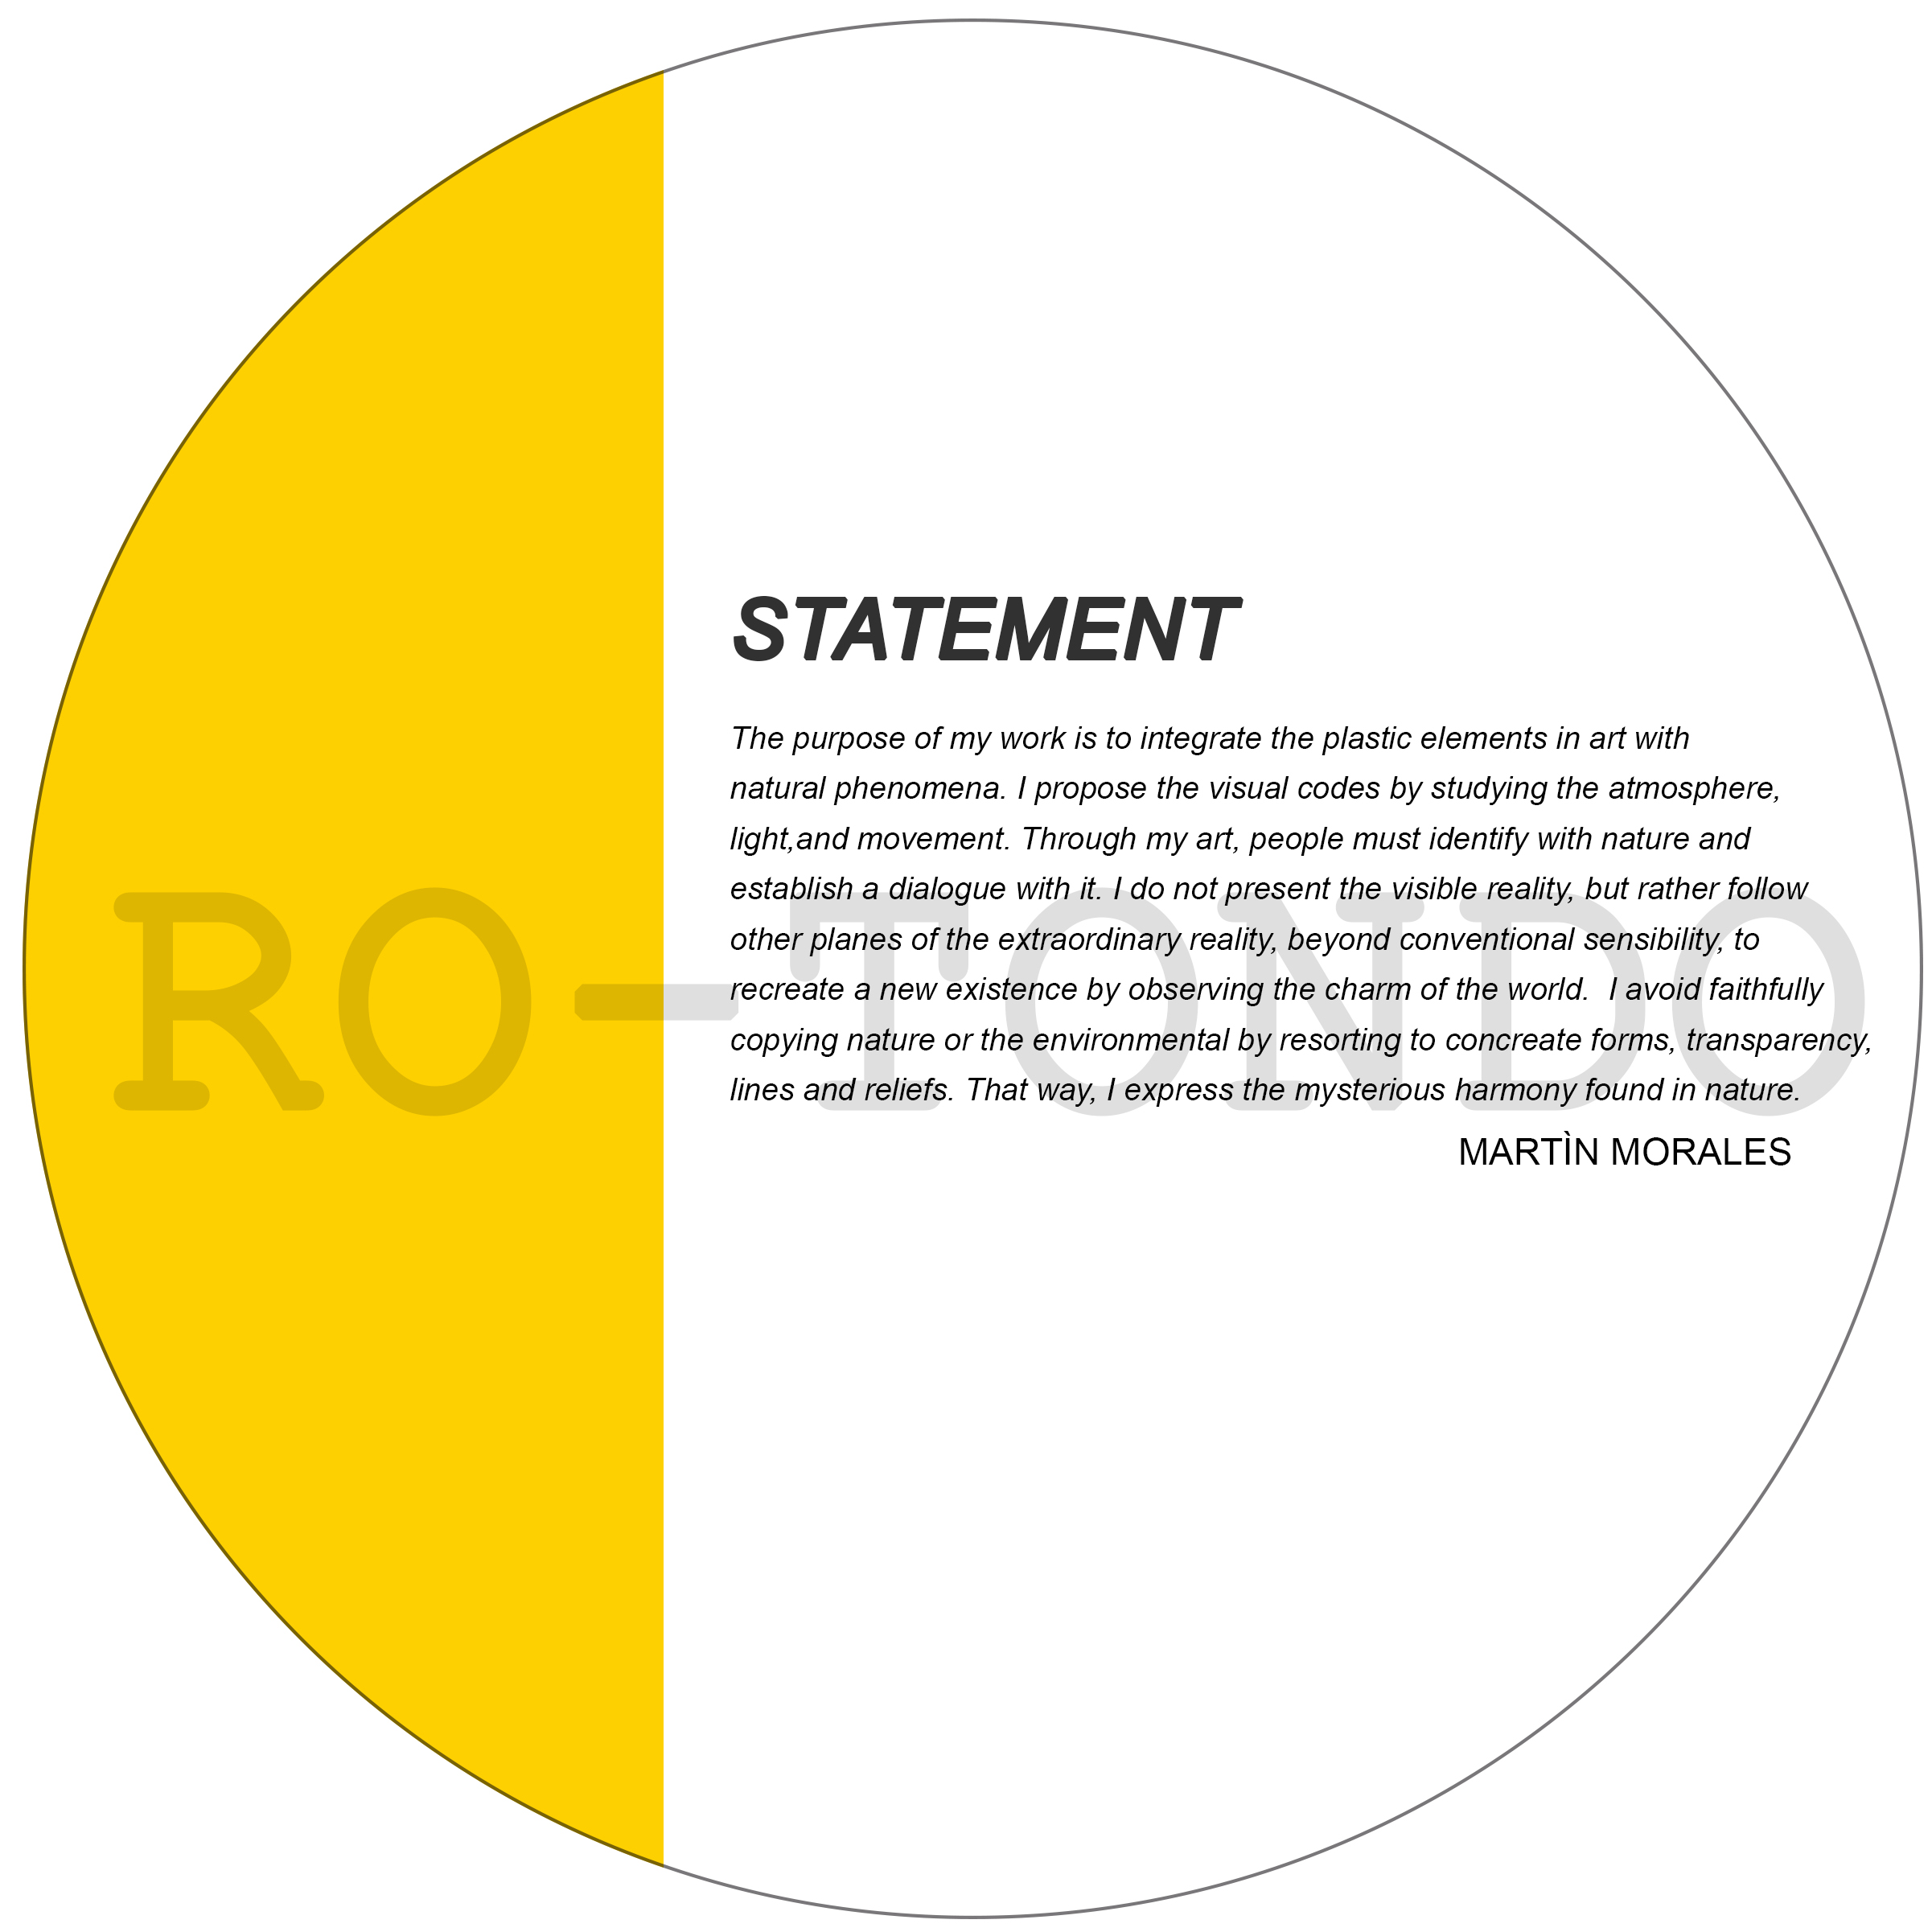 STATEMENT
The purpose of my work is to integrate the plastic elements in art with
natural phenomena. I propose the visual codes by studying the atmosphere,
light,and movement. Through my art, people must identify with nature and
establish a dialogue with it. I do not present the visible reality, but rather follow
other planes of the extraordinary reality, beyond conventional sensibility, to
recreate a new existence by observing the charm of the world.  I avoid faithfully
copying nature or the environmental by resorting to concreate forms, transparency,
lines and reliefs. That way, I express the mysterious harmony found in nature.
MARTÌN MORALES
RO-TONDO